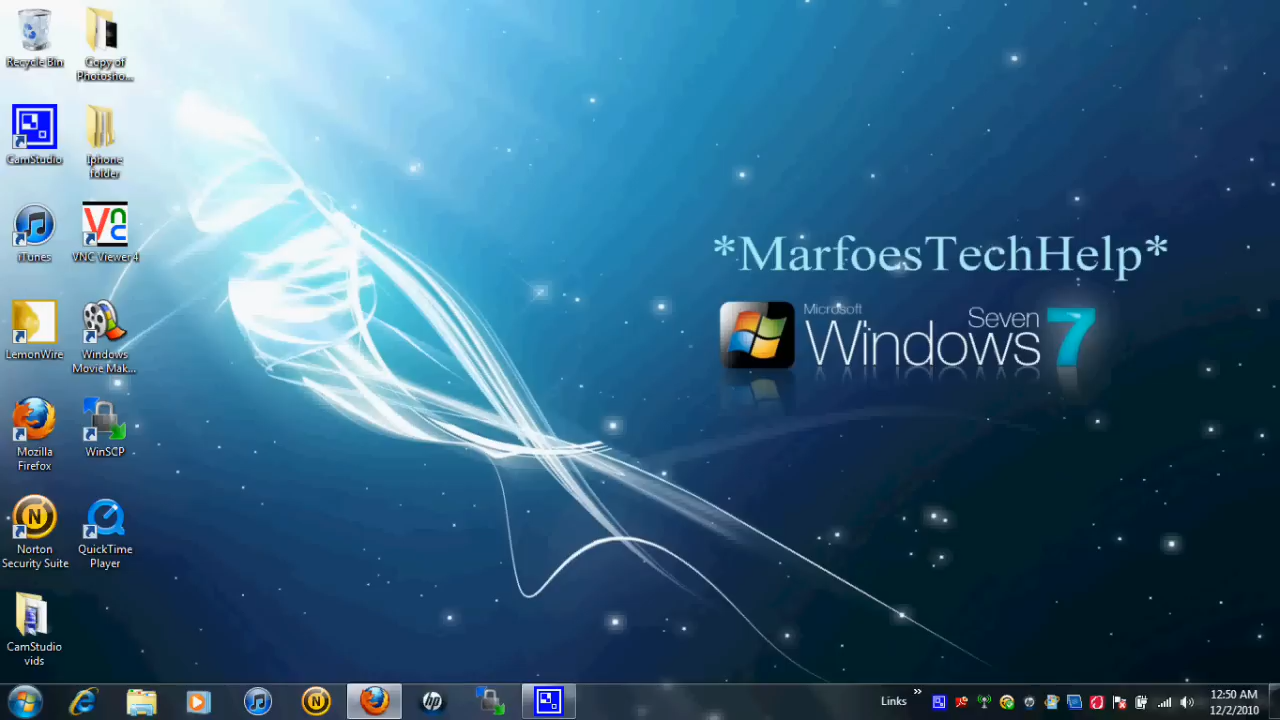 Recycle Bin
Copy of
Photosho...
CamStudio
Iphone
folder
iTunes
VNC Viewer 4
LemonWire
Windows
Movie Mak...
Mozilla
Firefox
WinSCP
Norton
Security Suite
QuickTime
Player
CamStudio
vids
*MarfoesTechHelp*
Microsoft
Windows
Seven
7
Links
12:50 AM
12/2/2010